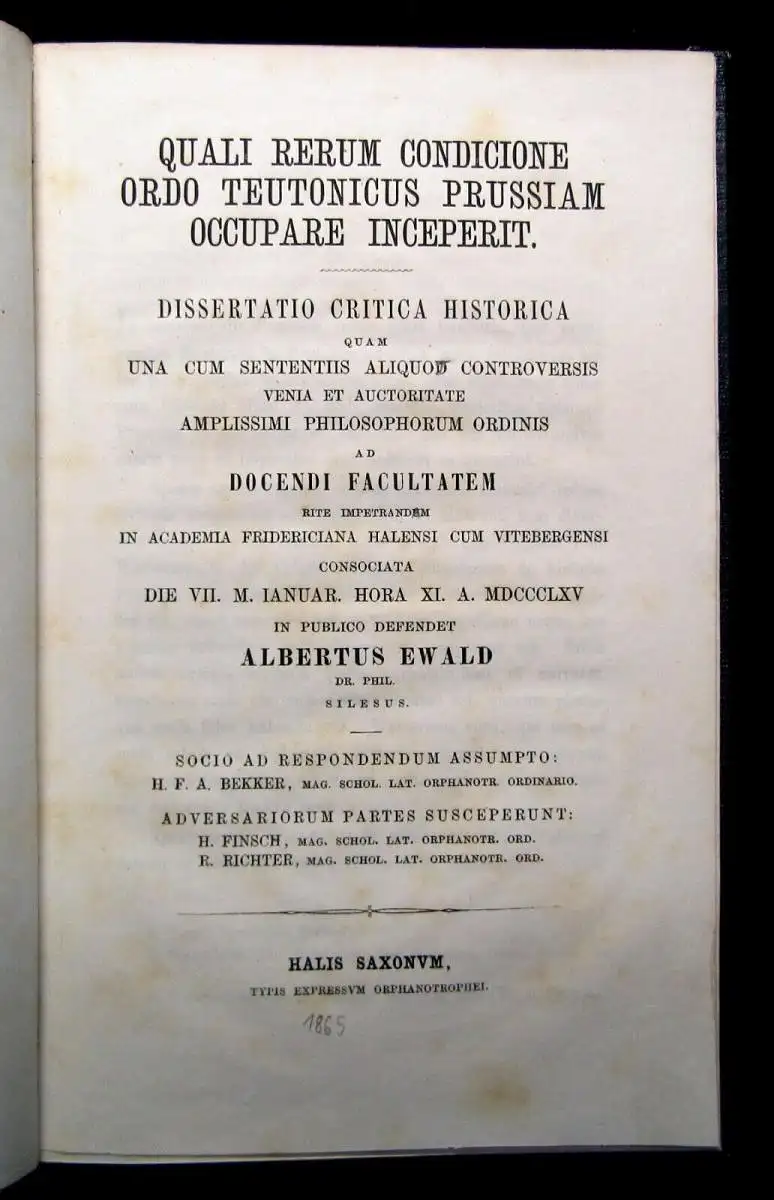 QUALI RERUM CONDICIONE
ORDO TEUTONICUS PRUSSIAM
OCCUPARE INCEPERIT.
DISSERTATIO CRITICA HISTORICA
QUAM
UNA CUM SENTENTIIS ALIQUOT CONTROVERSIS
VENIA ET AUCTORITATE
AMPLISSIMI PHILOSOPHORUM ORDINIS
AD
DOCENDI FACULTATEM
RITE IMPETRANDAM
IN ACADEMIA FRIDERICIANA HALENSI CUM VITEBERGENSI
CONSOCIATA
DIE VII. M. IANUAR. HORA XI. A. MDCCCLXV
IN PUBLICO DEFENDET
ALBERTUS EWALD
DR. PHIL.
SILESUS.
SOCIO AD RESPONDENDUM ASSUMPTO:
H. F. A. BEKKER, MAG. SCHOL. LAT. ORPHANOTR. ORDINARIO.
ADVERSARIORUM PARTES SUSCEPERUNT:
H. FINSCH, MAG. SCHOL. LAT. ORPHANOTR. ORD.
R. RICHTER, MAG. SCHOL. LAT. ORPHANOTR. ORD.
HALIS SAXONVM,
TYPIS EXPRESSVM ORPHANOTROPHEI.
1865